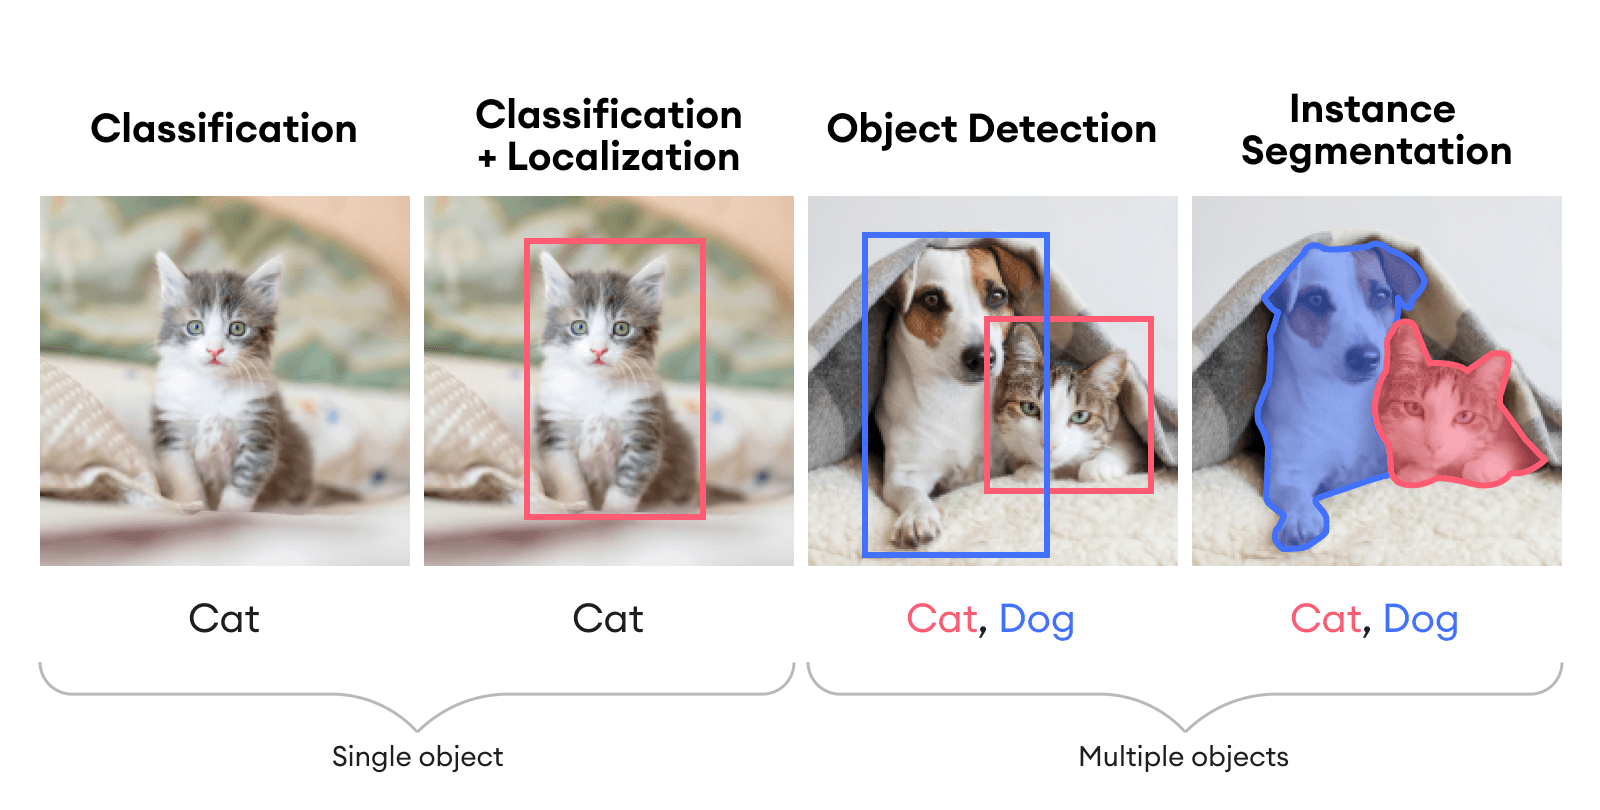 Classification
Classification
+ Localization
Object Detection
Instance
Segmentation
Cat
Cat
Cat, Dog
Cat, Dog
Single object
Multiple objects